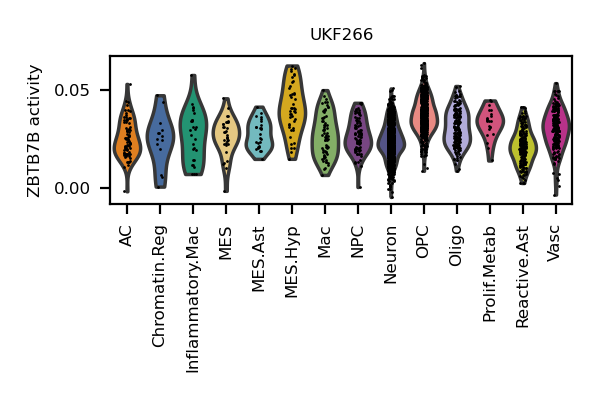 UKF266
ZBTB7B activity
0.05
0.00
AC
Chromatin.Reg
Inflammatory.Mac
MES
MES.Ast
MES.Hyp
Mac
NPC
Neuron
OPC
Oligo
Prolif.Metab
Reactive.Ast
Vasc